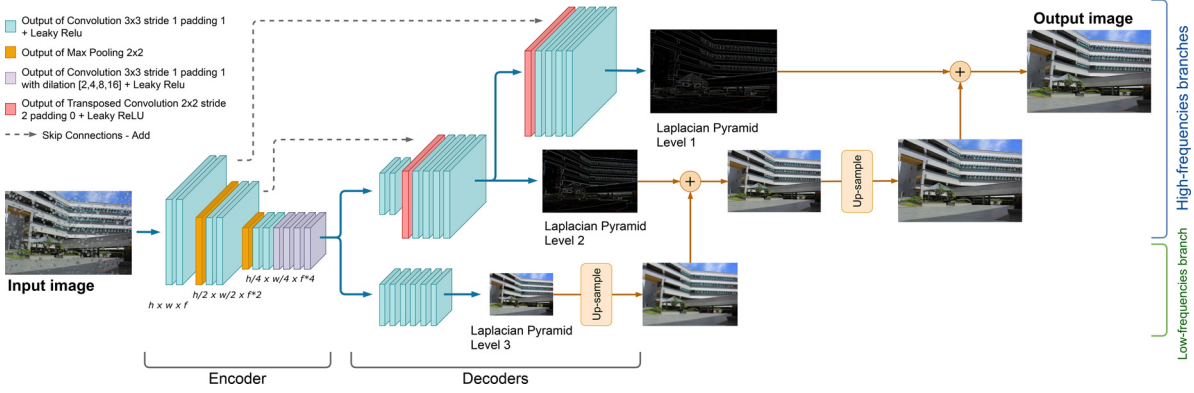 Output of Convolution 3x3 stride 1 padding 1
+ Leaky Relu
Output of Max Pooling 2x2
Output of Convolution 3x3 stride 1 padding 1
with dilation [2,4,8,16] + Leaky Relu
Output of Transposed Convolution 2x2 stride
2 padding 0 + Leaky ReLU
Skip Connections - Add
Input image
h x w x f
h/2 x w/2 x f*2
h/4 x w/4 x f*4
Encoder
Decoders
Laplacian Pyramid
Level 1
Laplacian Pyramid
Level 2
Laplacian Pyramid
Level 3
+
+
Up-sample
Up-sample
Output image
High-frequencies branches
Low-frequencies branch